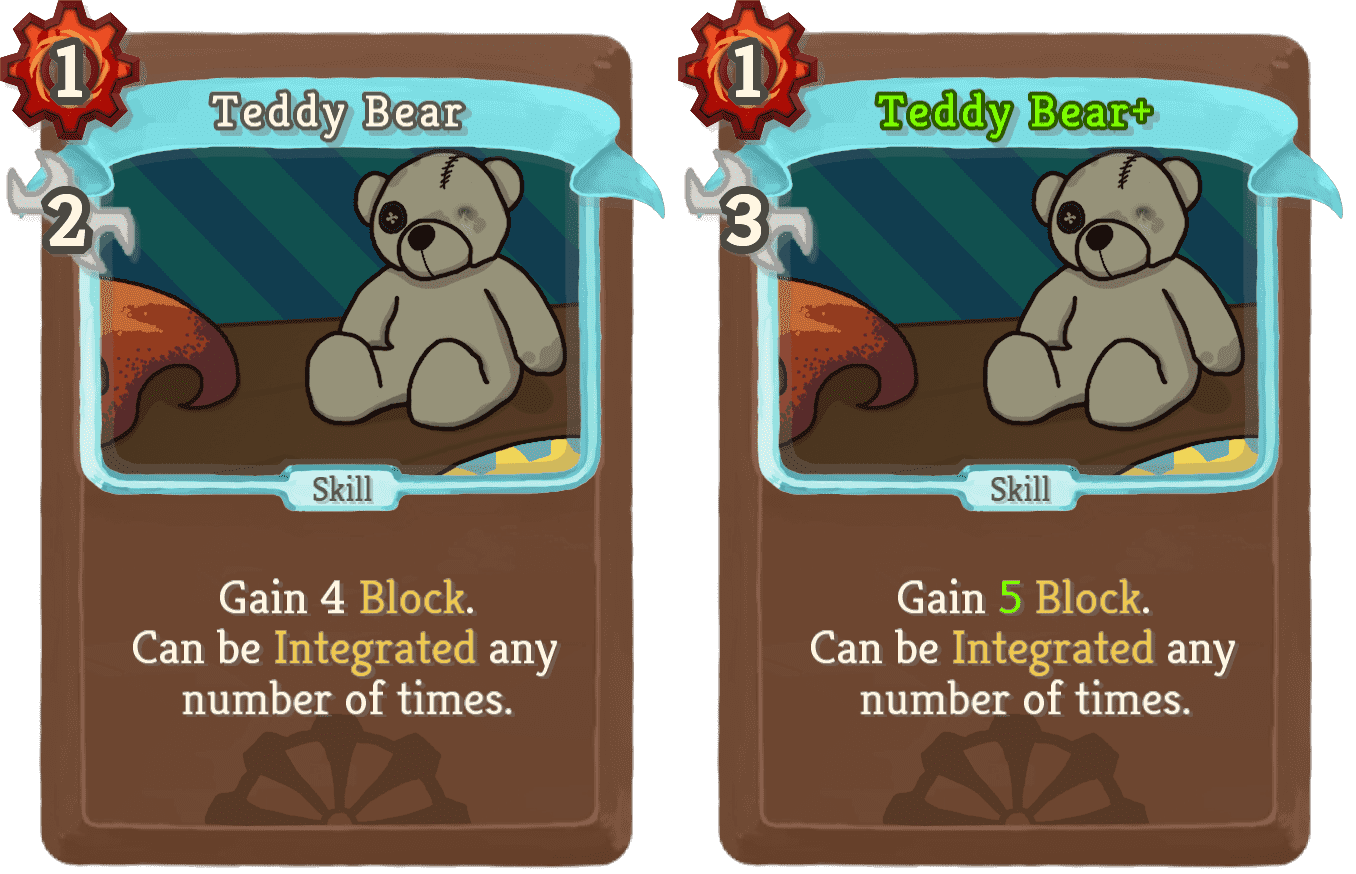 1
Teddy Bear
2
Skill
Gain 4 Block.
Can be Integrated any
number of times.
1
Teddy Bear+
3
Skill
Gain 5 Block.
Can be Integrated any
number of times.